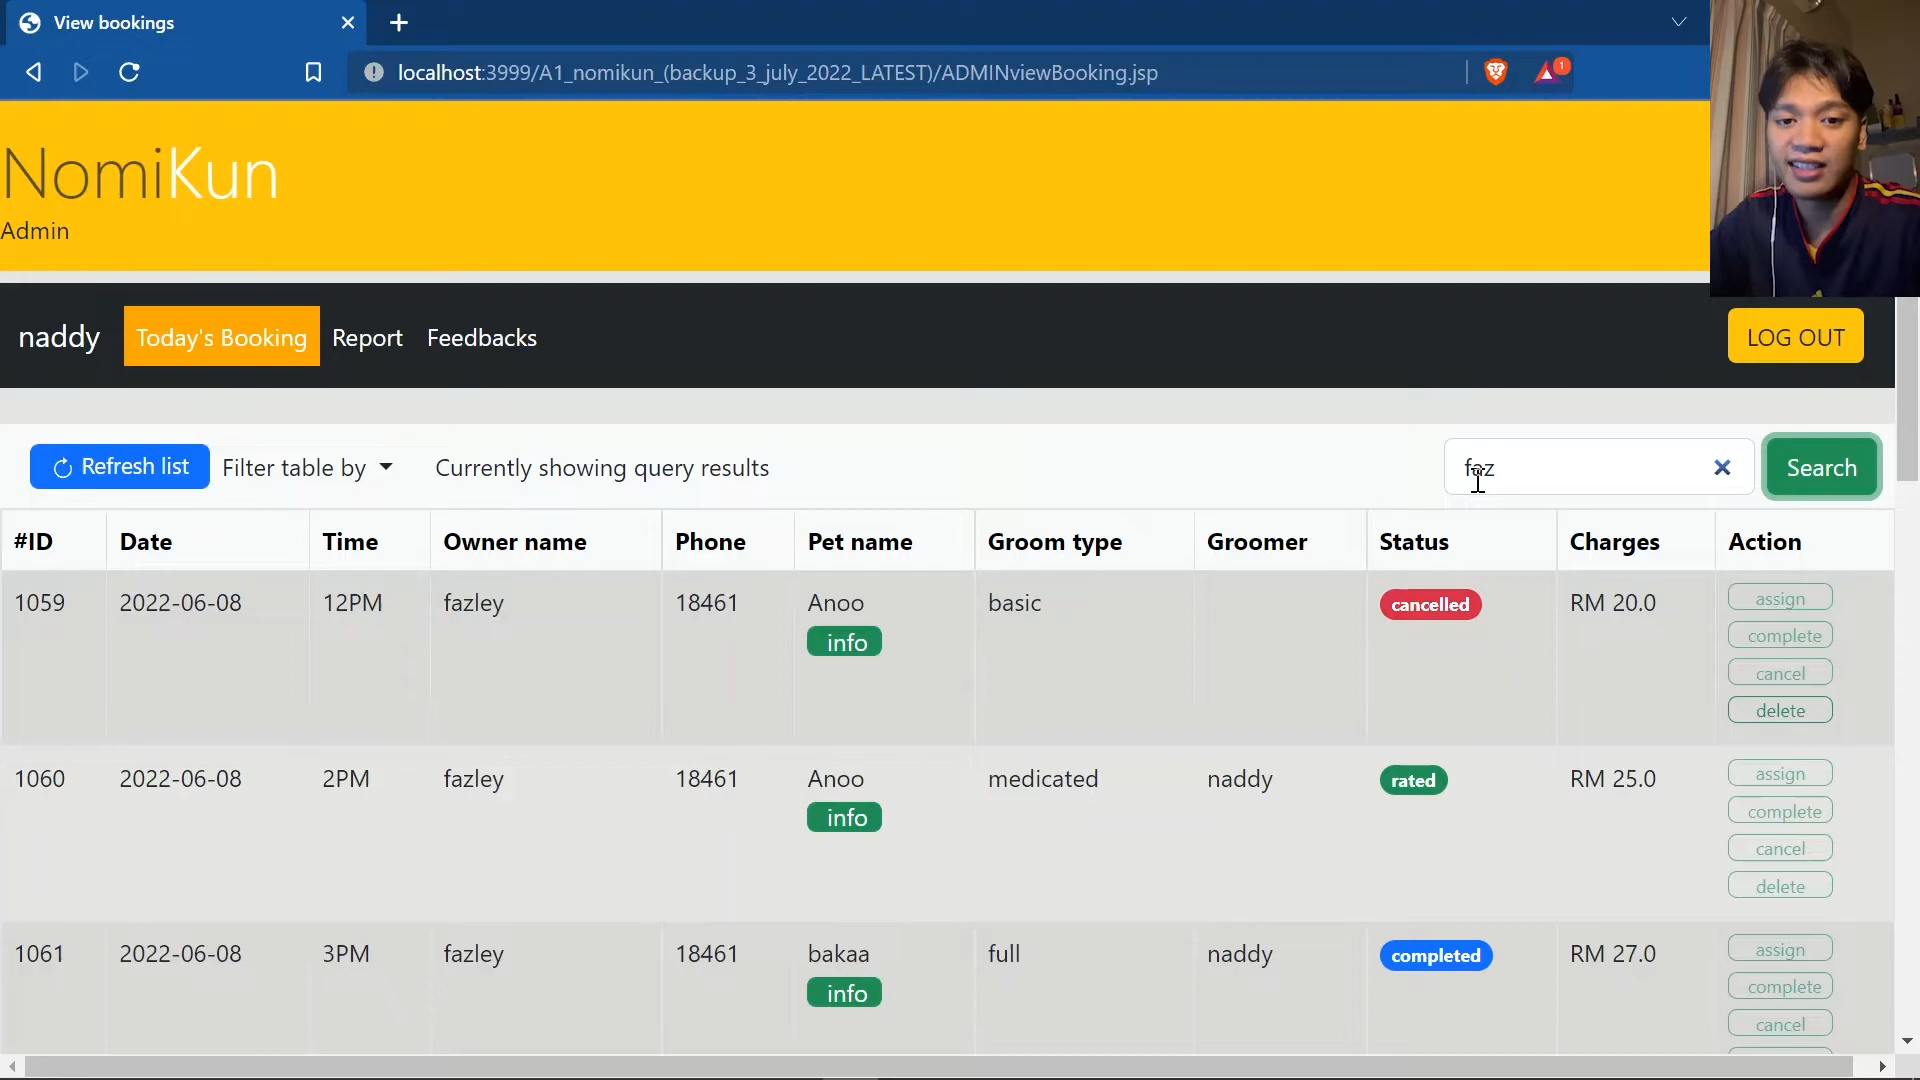 View bookings
localhost:3999/A1_nomikun_(backup_3_july_2022_LATEST)/ADMINviewBooking.jsp
1
NomiKun
Admin
naddy Today's Booking Report Feedbacks LOG OUT
Refresh list Filter table by Currently showing query results faz Search
#ID Date Time Owner name Phone Pet name Groom type Groomer Status Charges Action
1059 2022-06-08 12PM fazley 18461 Anoo basic cancelled RM 20.0 assign
info complete
cancel
delete
1060 2022-06-08 2PM fazley 18461 Anoo medicated naddy rated RM 25.0 assign
info complete
cancel
delete
1061 2022-06-08 3PM fazley 18461 bakaa full naddy completed RM 27.0 assign
info complete
cancel